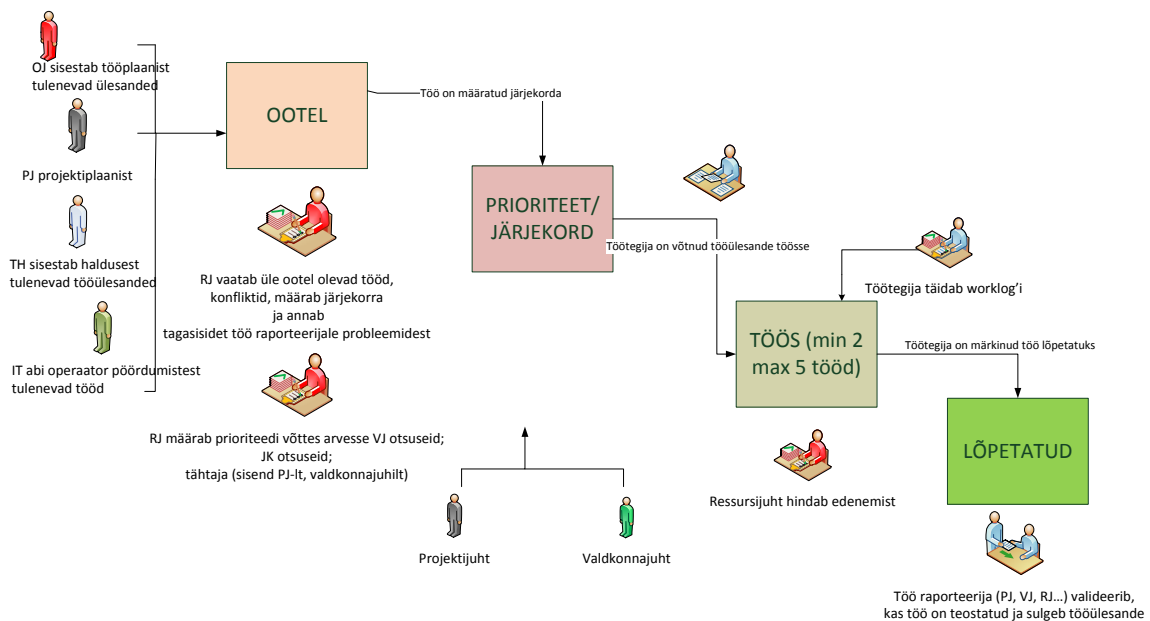 OJ sisestab tööplaanist
tulenevad ülesanded
PJ projektiplaanist
TH sisestab haldusest
tulenevad tööülesanded
IT abi operaator pöördumistest
tulenevad tööd
OOTEL
Töö on määratud järjekorda
RJ vaatab üle ootel olevad tööd,
konfliktid, määrab järjekorra
ja annab
tagasisidet töö raporteerijale probleemidest
RJ määrab prioriteedi võttes arvesse VJ otsuseid;
JK otsuseid;
tähtaja (sisend PJ-lt, valdkonnajuhilt)
PRIORITEET/
JÄRJEKORD
Töötegija on võtnud tööülesande töösse
Projektijuht
Valdkonnajuht
Töötegija täidab worklog’i
TÖÖS (min 2
max 5 tööd)
Töötegija on märkinud töö lõpetatuks
Ressursijuht hindab edenemist
LÕPETATUD
Töö raporteerija (PJ, VJ, RJ…) valideerib,
kas töö on teostatud ja sulgeb tööülesande